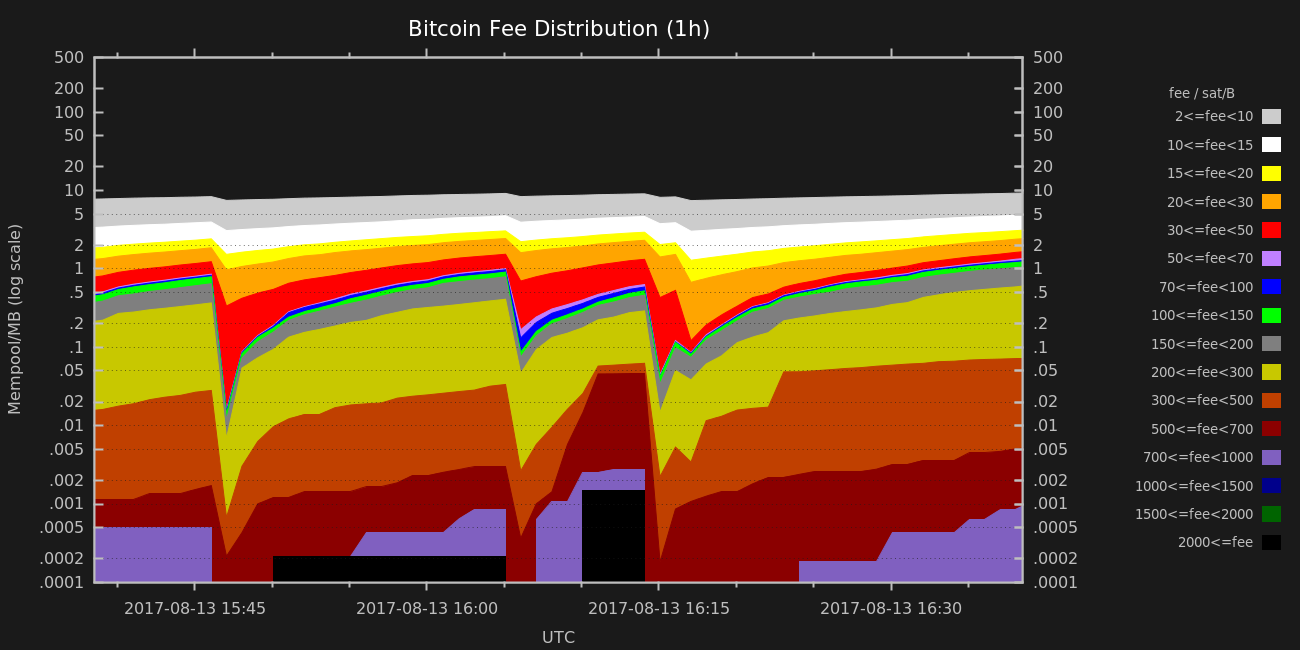 Bitcoin Fee Distribution (1h)
Mempool/MB (log scale)
500
200
100
50
20
10
5
2
1
.5
.2
.1
.05
.02
.01
.005
.002
.001
.0005
.0002
.0001
500
200
100
50
20
10
5
2
1
.5
.2
.1
.05
.02
.01
.005
.002
.001
.0005
.0002
.0001
2017-08-13 15:45 2017-08-13 16:00 2017-08-13 16:15 2017-08-13 16:30
UTC
fee / sat/B
2<=fee<10
10<=fee<15
15<=fee<20
20<=fee<30
30<=fee<50
50<=fee<70
70<=fee<100
100<=fee<150
150<=fee<200
200<=fee<300
300<=fee<500
500<=fee<700
700<=fee<1000
1000<=fee<1500
1500<=fee<2000
2000<=fee